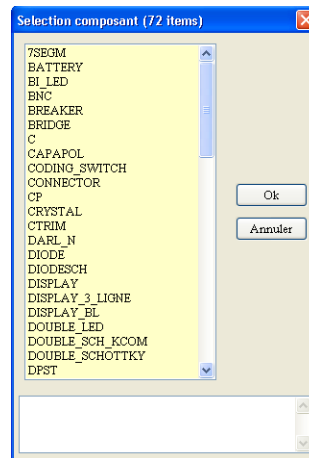 Selection composant (72 items)
7SEGM
BATTERY
BI_LED
BNC
BREAKER
BRIDGE
C
CAPAPOL
CODING_SWITCH
CONNECTOR
CP
CRYSTAL
CTRIM
DARL_N
DIODE
DIODESCH
DISPLAY
DISPLAY_3_LIGNE
DISPLAY_BL
DOUBLE_LED
DOUBLE_SCH_KCOM
DOUBLE_SCHOTTKY
DPST
Ok
Annuler